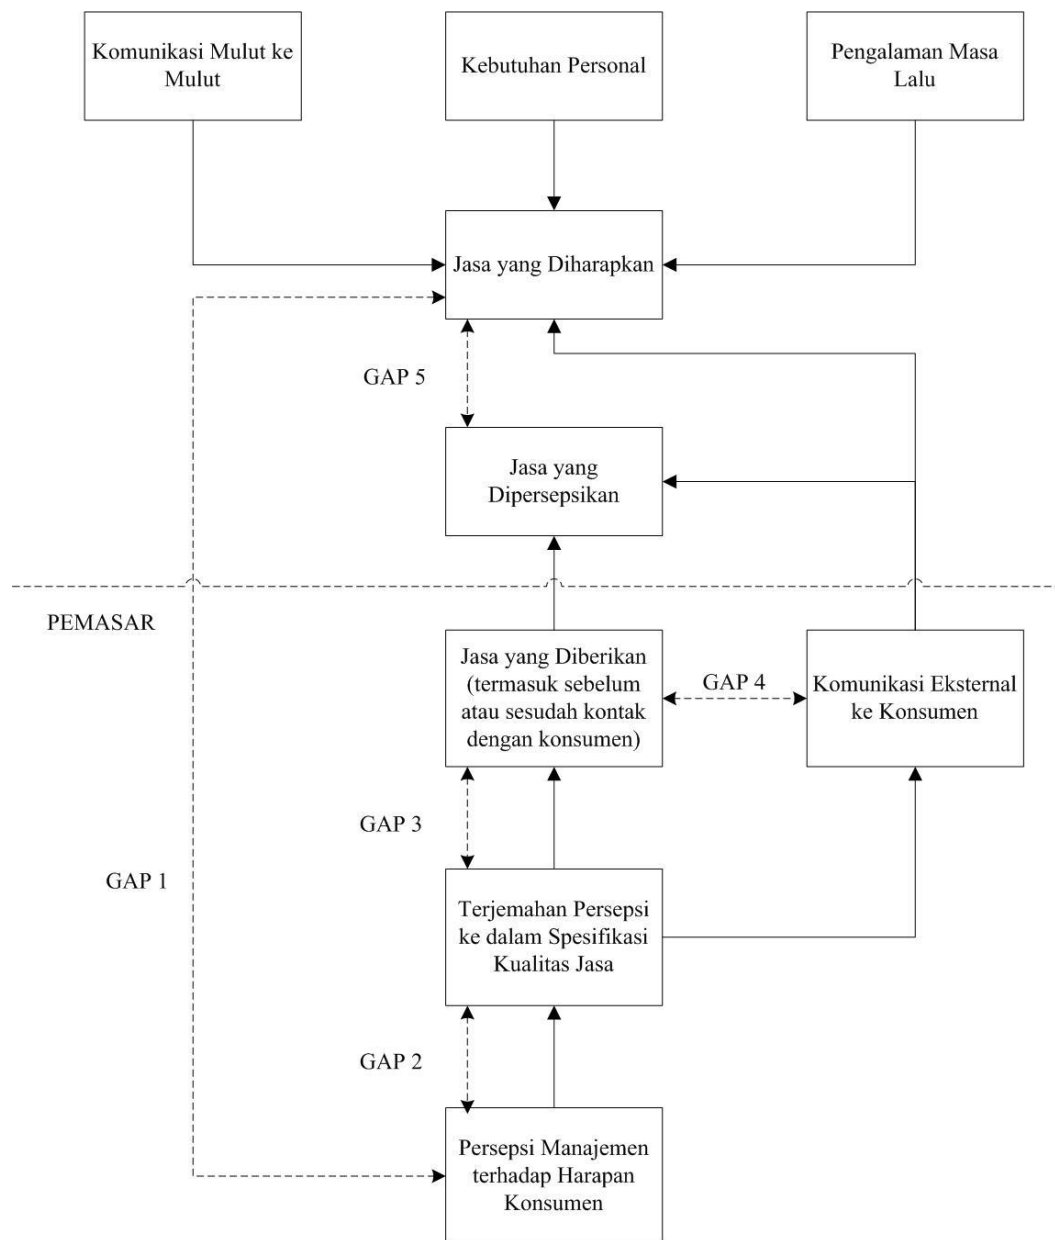 Komunikasi Mulut ke
Mulut
Kebutuhan Personal
Pengalaman Masa
Lalu
Jasa yang Diharapkan
GAP 5
Jasa yang
Dipersepsikan
PEMASAR
Jasa yang Diberikan
(termasuk sebelum
atau sesudah kontak
dengan konsumen)
GAP 4
Komunikasi Eksternal
ke Konsumen
GAP 3
GAP 1
Terjemahan Persepsi
ke dalam Spesifikasi
Kualitas Jasa
GAP 2
Persepsi Manajemen
terhadap Harapan
Konsumen